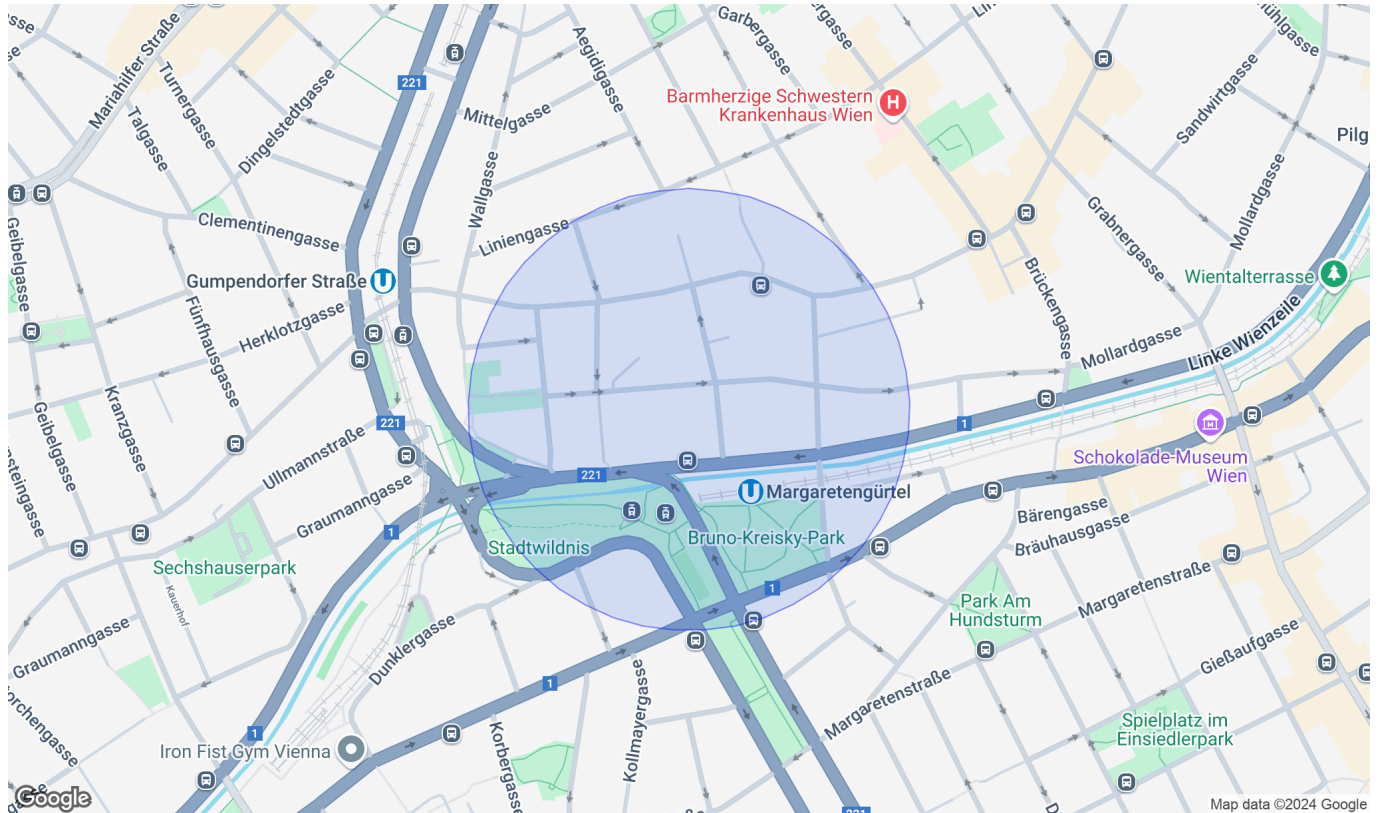 Mariahilfer Straße
Turnergasse
Talgasse
Dingelstedtgasse
221
Mittelgasse
Aegidigasse
Garbergasse
Barmherzige Schwestern
Krankenhaus Wien
H
Sandwirtgasse
Mollardgasse
Pilg
Geibelgasse
Clementinengasse
Wallgasse
Liniengasse
Grabnergasse
Brückengasse
Gumpendorfer Straße
U
Wientalterrasse
Fünfhausgasse
Herklotzgasse
Mollardgasse
Linke Wienzeile
Kranzgasse
Geibelgasse
221
1
Ullmannstraße
Schokolade-Museum
Wien
Graumanngasse
221
U
Margaretengürtel
1
Stadtwildnis
Bruno-Kreisky-Park
Bärengasse
Bräuhausgasse
Sechshauserpark
Kauerhof
1
Park Am
Hundsturm
Margaretenstraße
Graumanngasse
Dunklergasse
Gießaufgasse
1
Kollmayergasse
Margaretenstraße
Korbergasse
1
Iron Fist Gym Vienna
Spielplatz im
Einsiedlerpark
221
Google
Map data ©2024 Google